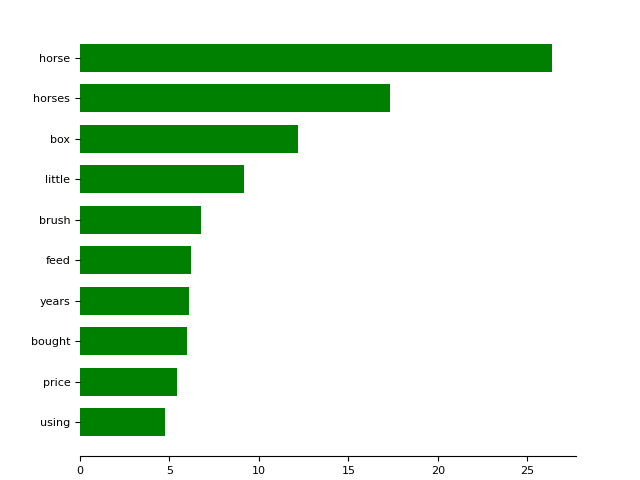 horse
horses
box
little
brush
feed
years
bought
price
using
0 5 10 15 20 25